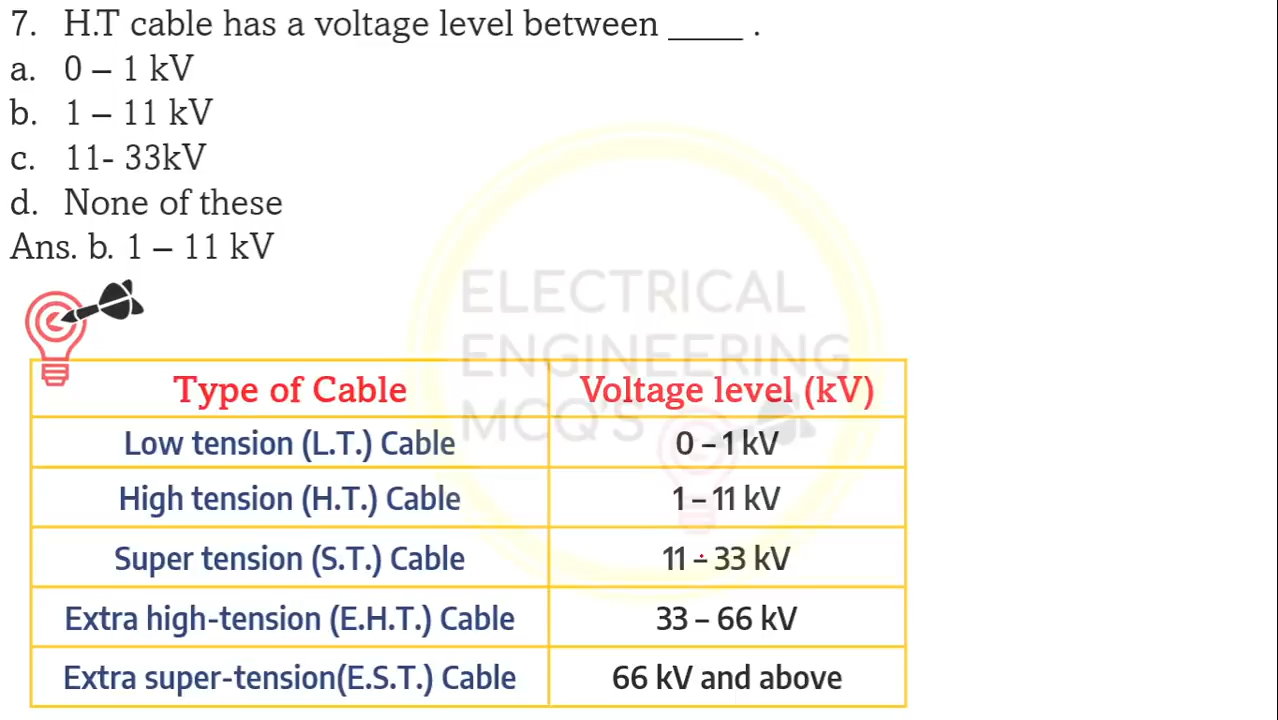 7. H.T cable has a voltage level between ____ .
a. 0 – 1 kV
b. 1 – 11 kV
c. 11- 33kV
d. None of these
Ans. b. 1 – 11 kV
ELECTRICAL
ENGINEERING
MCQ'S
Type of Cable Voltage level (kV)
Low tension (L.T.) Cable 0 – 1 kV
High tension (H.T.) Cable 1 – 11 kV
Super tension (S.T.) Cable 11 – 33 kV
Extra high-tension (E.H.T.) Cable 33 – 66 kV
Extra super-tension(E.S.T.) Cable 66 kV and above